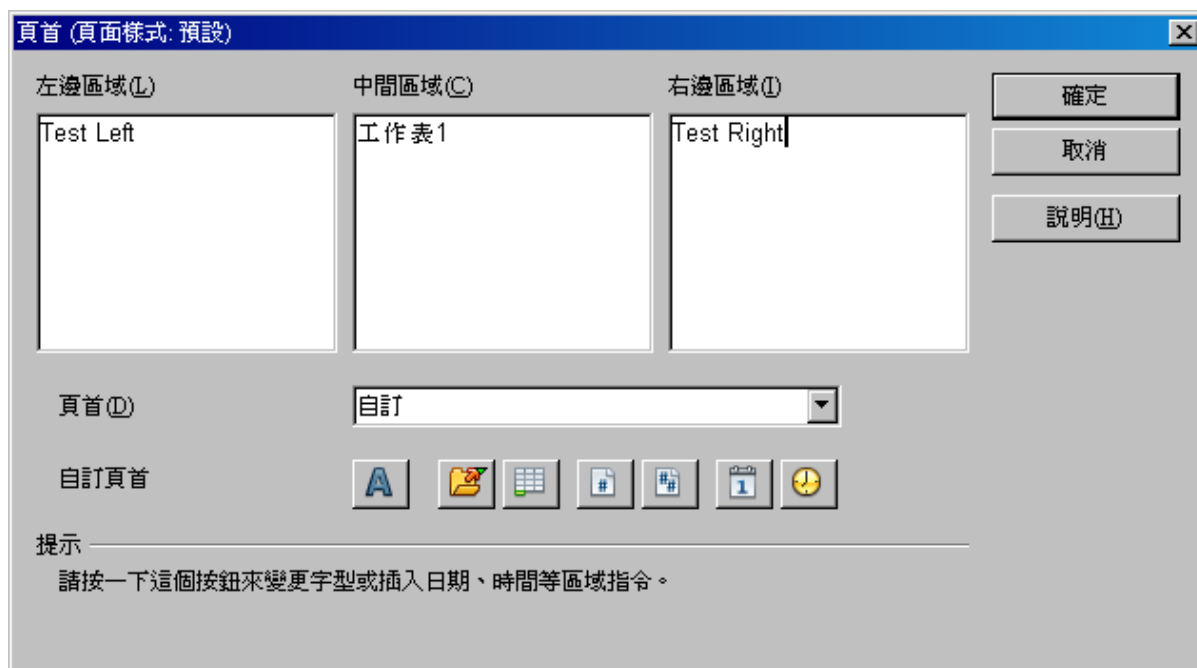 頁首 (頁面樣式: 預設)
左邊區域(L)
中間區域(C)
右邊區域(I)
確定
Test Left
工作表1
Test Right
取消
說明(H)
頁首(D)
自訂
自訂頁首
提示
請按一下這個按鈕來變更字型或插入日期、時間等區域指令。